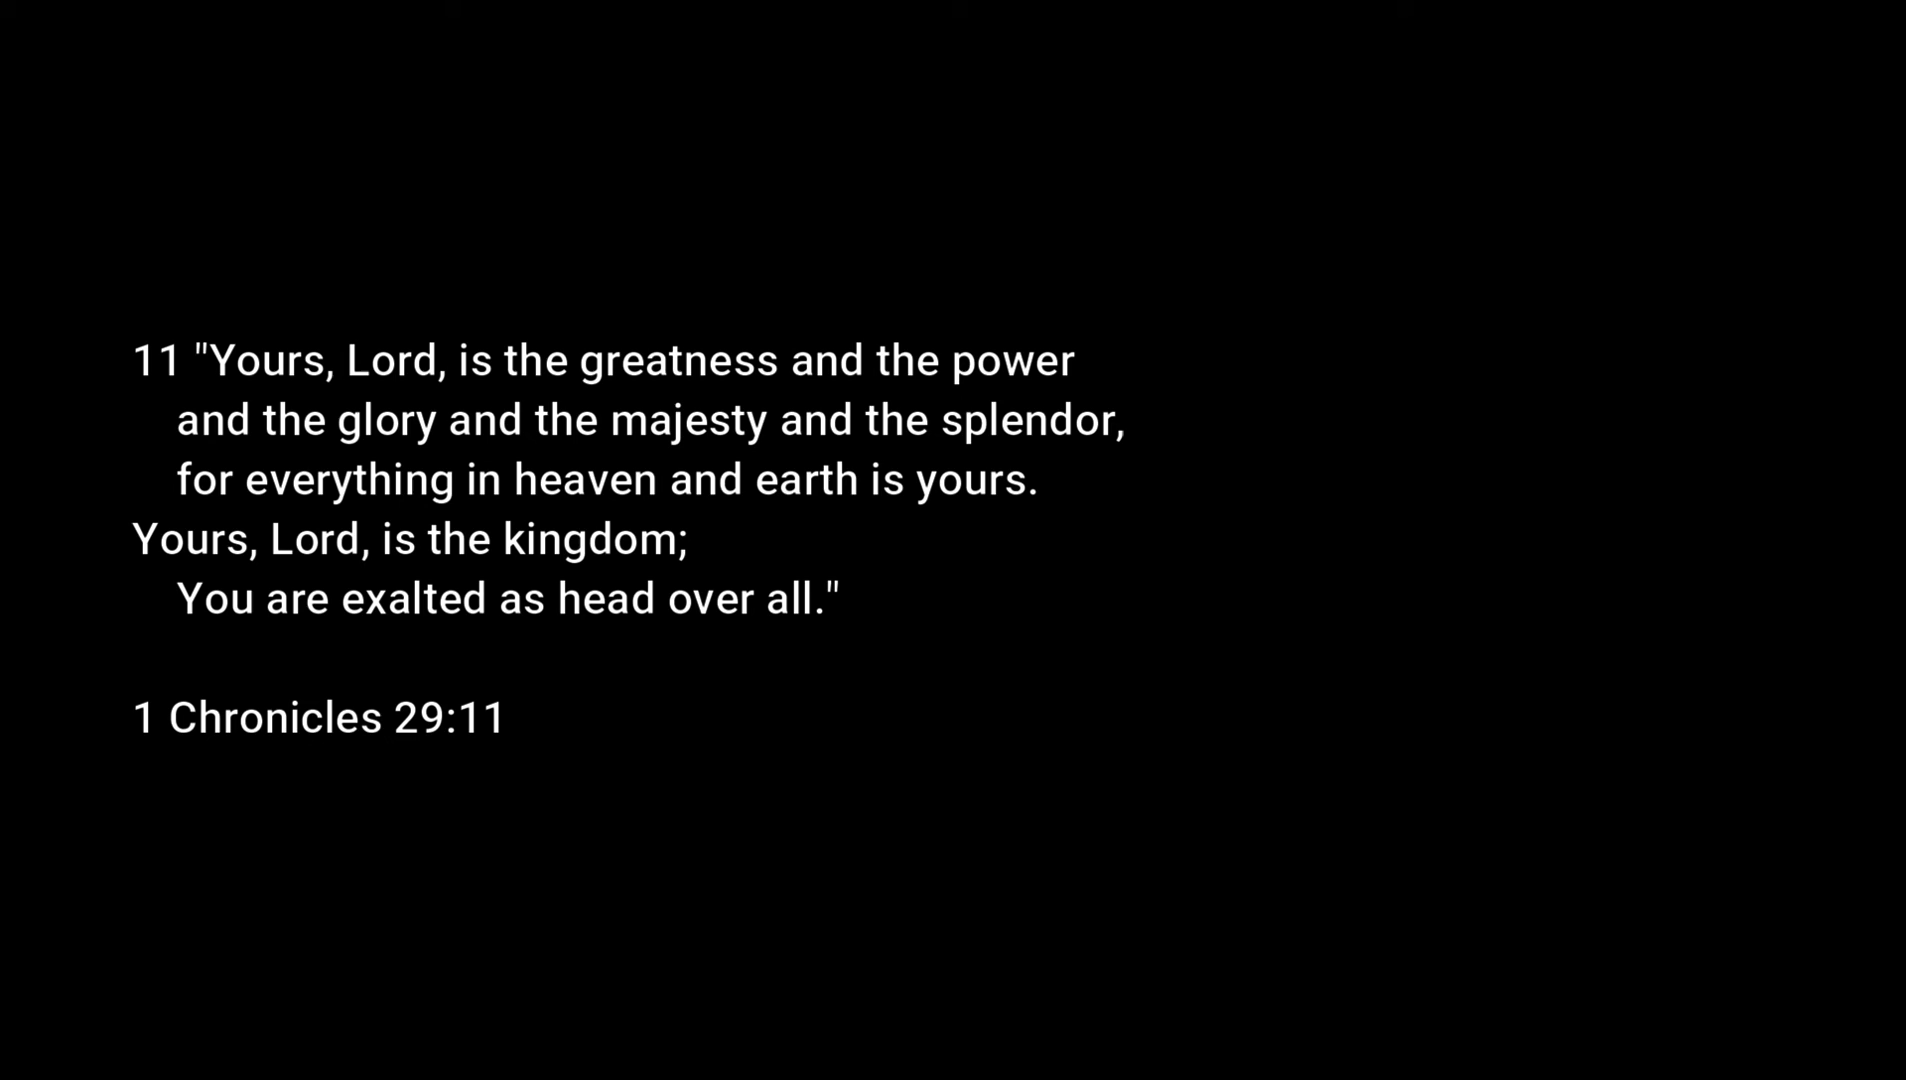 11 "Yours, Lord, is the greatness and the power
and the glory and the majesty and the splendor,
for everything in heaven and earth is yours.
Yours, Lord, is the kingdom;
You are exalted as head over all."
1 Chronicles 29:11